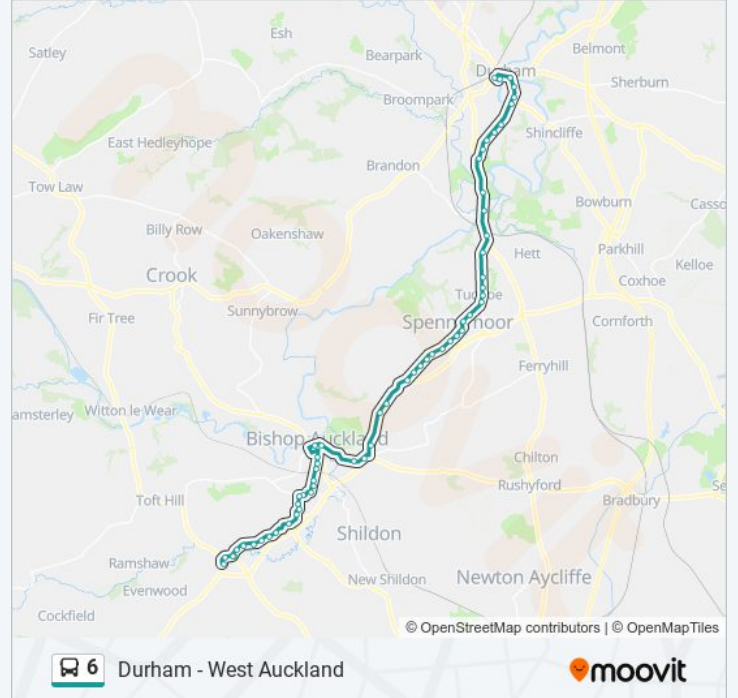 Esh
Satley
Bearpark
Belmont
Durham
Sherburn
Broompark
Shincliffe
East Hedleyhope
Brandon
Tow Law
Bowburn
Casso
Billy Row
Oakenshaw
Parkhill
Hett
Kelloe
Crook
Coxhoe
Tudhoe
Sunnybrow
Fir Tree
Spennymoor
Cornforth
Ferryhill
amsterley
Witton le Wear
Bishop Auckland
Chilton
Rushyford
Se
Toft Hill
Bradbury
Shildon
Ramshaw
New Shildon
Newton Aycliffe
Evenwood
Cockfield
© OpenStreetMap contributors | © OpenMapTiles
6 Durham - West Auckland
moovit